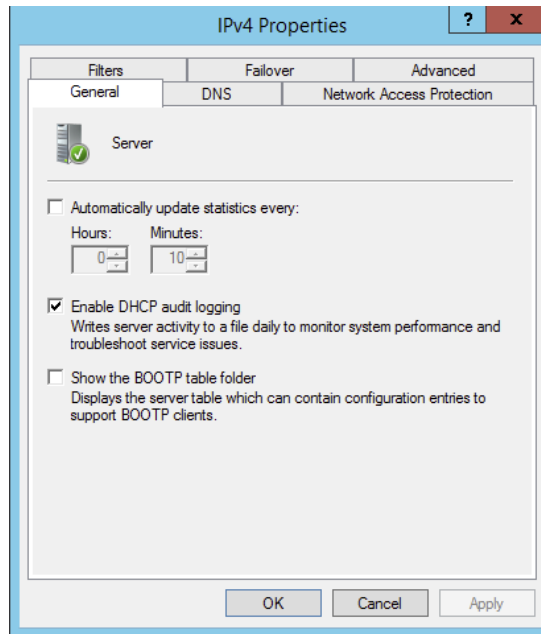 IPv4 Properties
?
x
Filters
Failover
Advanced
General
DNS
Network Access Protection
Server
Automatically update statistics every:
Hours:
Minutes:
0
10
Enable DHCP audit logging
Writes server activity to a file daily to monitor system performance and
troubleshoot service issues.
Show the BOOTP table folder
Displays the server table which can contain configuration entries to
support BOOTP clients.
OK
Cancel
Apply